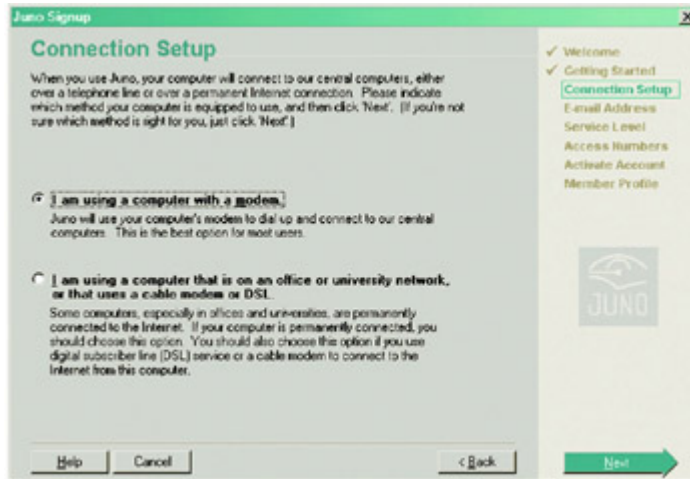 Juno Signup
Connection Setup
When you use Juno, your computer will connect to our central computers, either
over a telephone line or over a permanent Internet connection. Please indicate
which method your computer is equipped to use, and then click 'Next'. (If you're not
sure which method is right for you, just click 'Next'.)
I am using a computer with a modem.
Juno will use your computer's modem to dial up and connect to our central
computers. This is the best option for most users.
I am using a computer that is on an office or university network,
or that uses a cable modem or DSL.
Some computers, especially in offices and universities, are permanently
connected to the Internet. If your computer is permanently connected, you
should choose this option. You should also choose this option if you use
digital subscriber line (DSL) service or a cable modem to connect to the
Internet from this computer.
Help
Cancel
< Back
Welcome
Getting Started
Connection Setup
E-mail Address
Service Level
Access Numbers
Activate Account
Member Profile
JUNO
Next